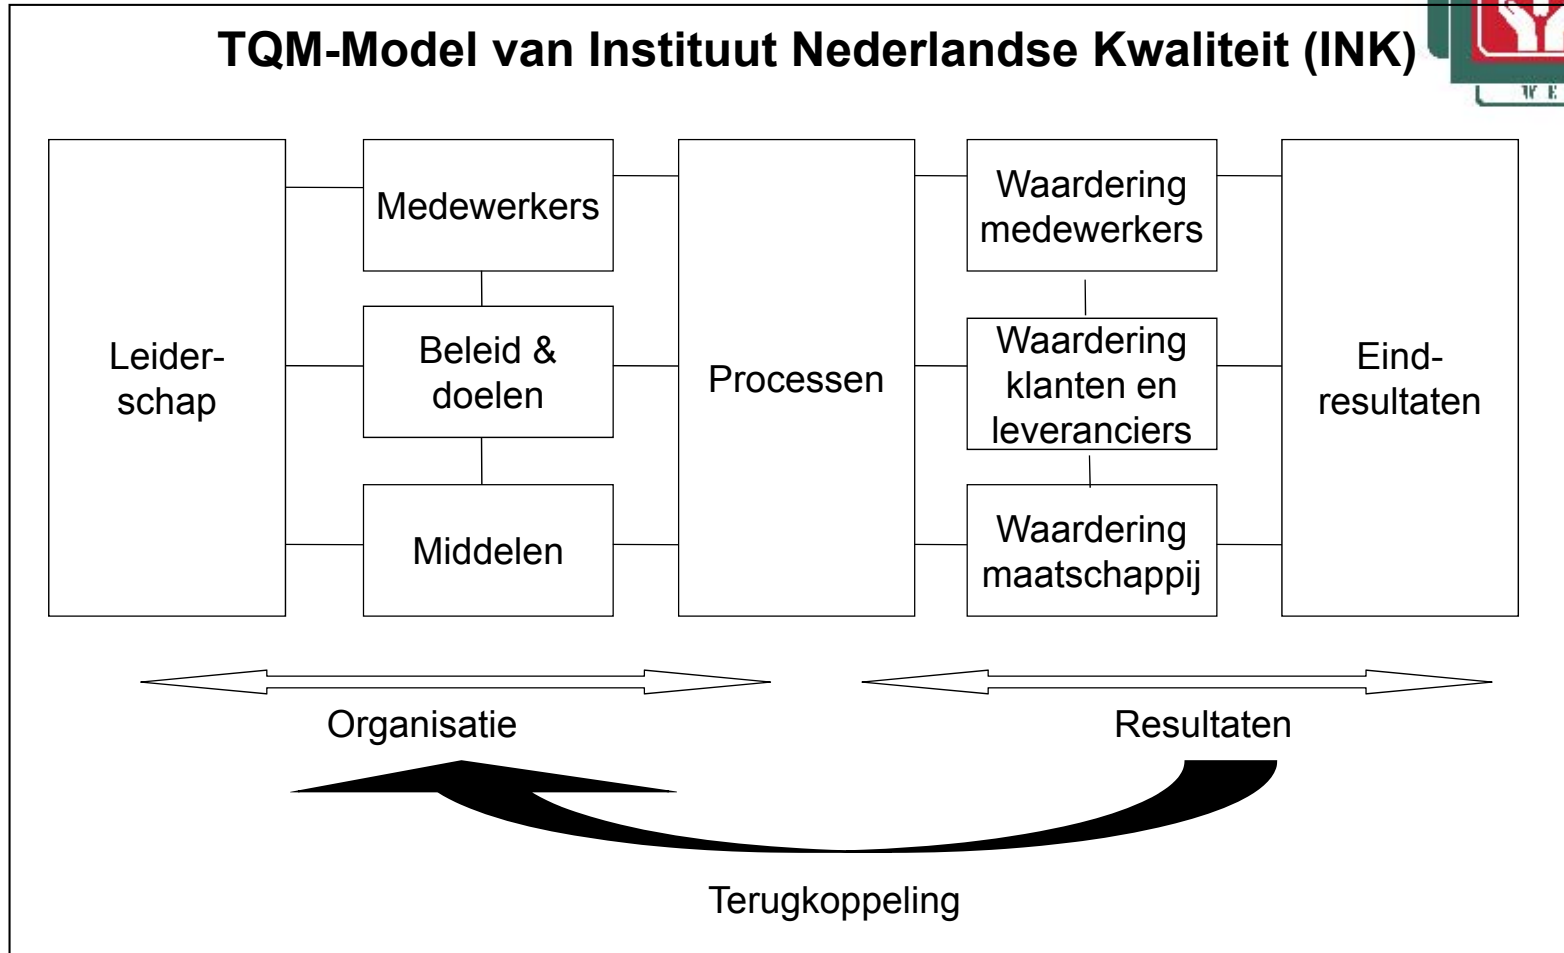 TQM-Model van Instituut Nederlandse Kwaliteit (INK)
Leider-
schap
Medewerkers
Beleid &
doelen
Middelen
Processen
Waardering
medewerkers
Waardering
klanten en
leveranciers
Waardering
maatschappij
Eind-
resultaten
Organisatie
Resultaten
Terugkoppeling